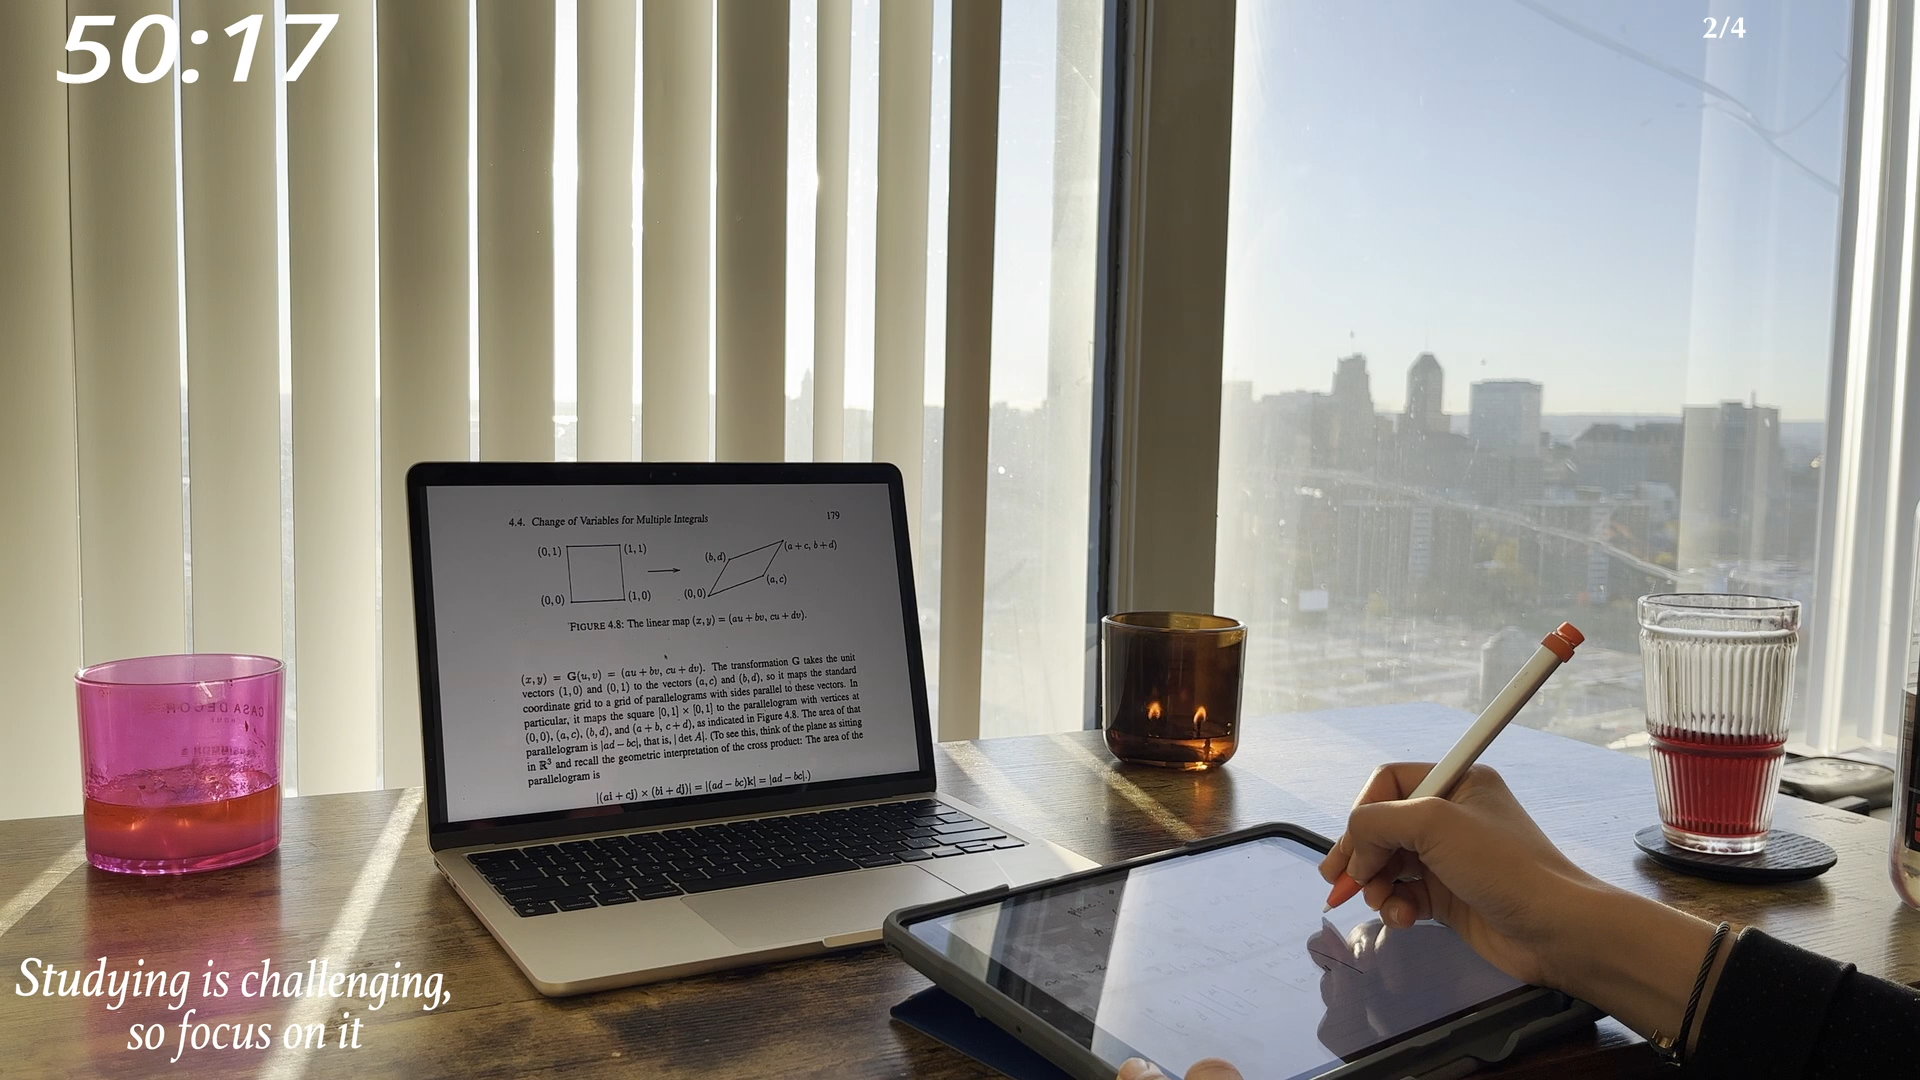 50:17
2/4
4.4. Change of Variables for Multiple Integrals 179
(0,1) (1,1) (b,d) (a+c, b+d)
(0,0) (1,0) (0,0) (a,c)
FIGURE 4.8: The linear map (x, y) = (au + bv, cu + dv).
(x, y) = G(u, v) = (au + bv, cu + dv). The transformation G takes the unit
vectors (1,0) and (0,1) to the vectors (a, c) and (b, d), so it maps the standard
coordinate grid to a grid of parallelograms with sides parallel to these vectors. In
particular, it maps the square [0,1] × [0,1] to the parallelogram with vertices at
(0,0), (a, c), (b, d), and (a + b, c + d), as indicated in Figure 4.8. The area of that
parallelogram is |ad − bc|, that is, | det A|. (To see this, think of the plane as sitting
in ℝ³ and recall the geometric interpretation of the cross product: The area of the
parallelogram is
|(ai + cj) × (bi + dj)| = |(ad − bc)k| = |ad − bc|.)
CASA DECOR
Studying is challenging,
so focus on it